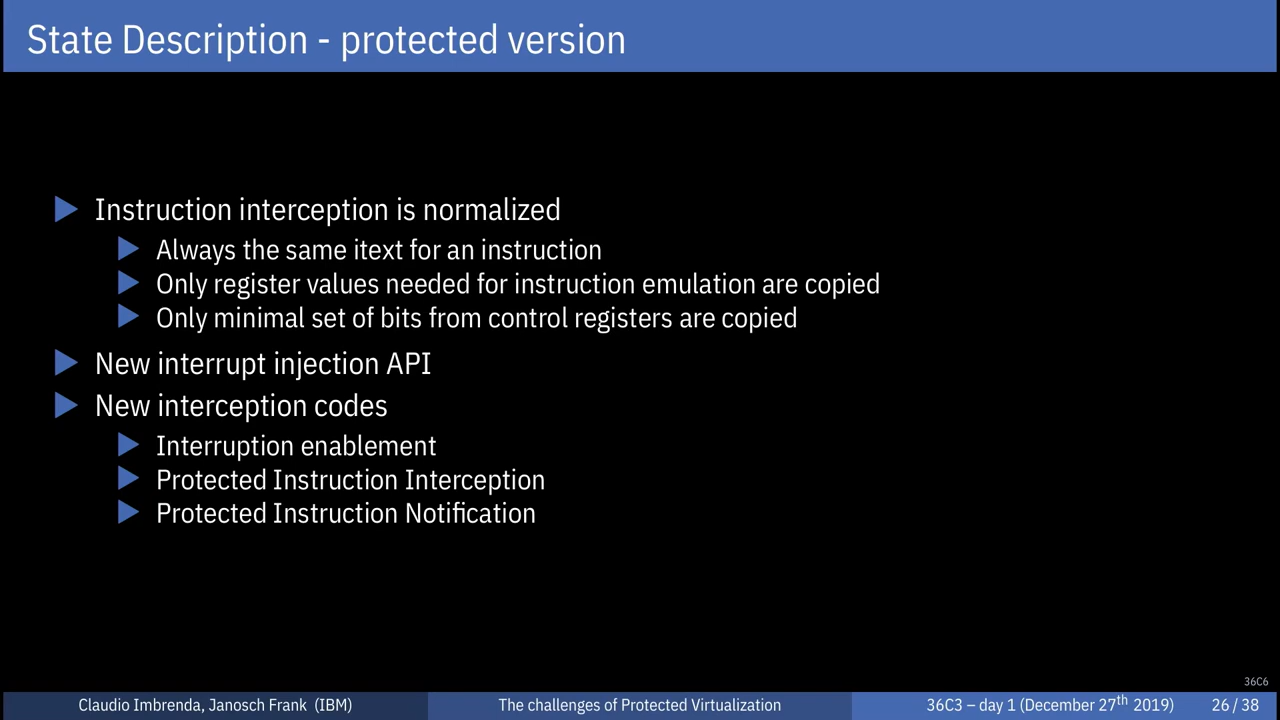 State Description - protected version
Instruction interception is normalized
Always the same itext for an instruction
Only register values needed for instruction emulation are copied
Only minimal set of bits from control registers are copied
New interrupt injection API
New interception codes
Interruption enablement
Protected Instruction Interception
Protected Instruction Notification
36C6
Claudio Imbrenda, Janosch Frank (IBM)
The challenges of Protected Virtualization
36C3 – day 1 (December 27th 2019)
26 / 38